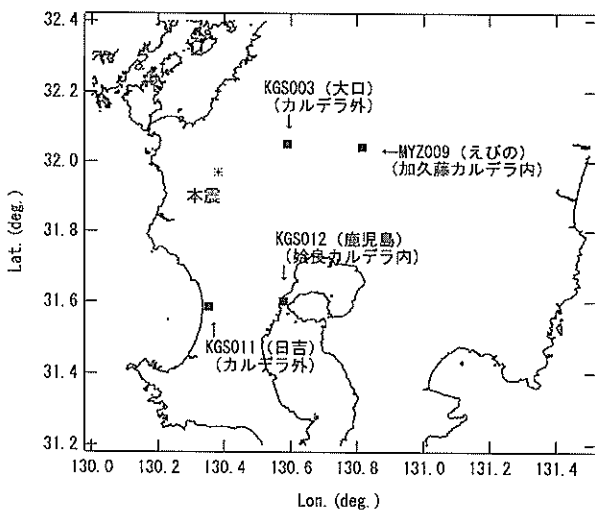 32.4
32.2
32.0
31.8
31.6
31.4
31.2
Lat. (deg.)
KGS003 (大口)
(カルデラ外)
←MYZ009 (えびの)
(加久藤カルデラ内)
本震
KGS012 (鹿児島)
(姶良カルデラ内)
KGS011 (日吉)
(カルデラ外)
130.0 130.2 130.4 130.6 130.8 131.0 131.2 131.4
Lon. (deg.)